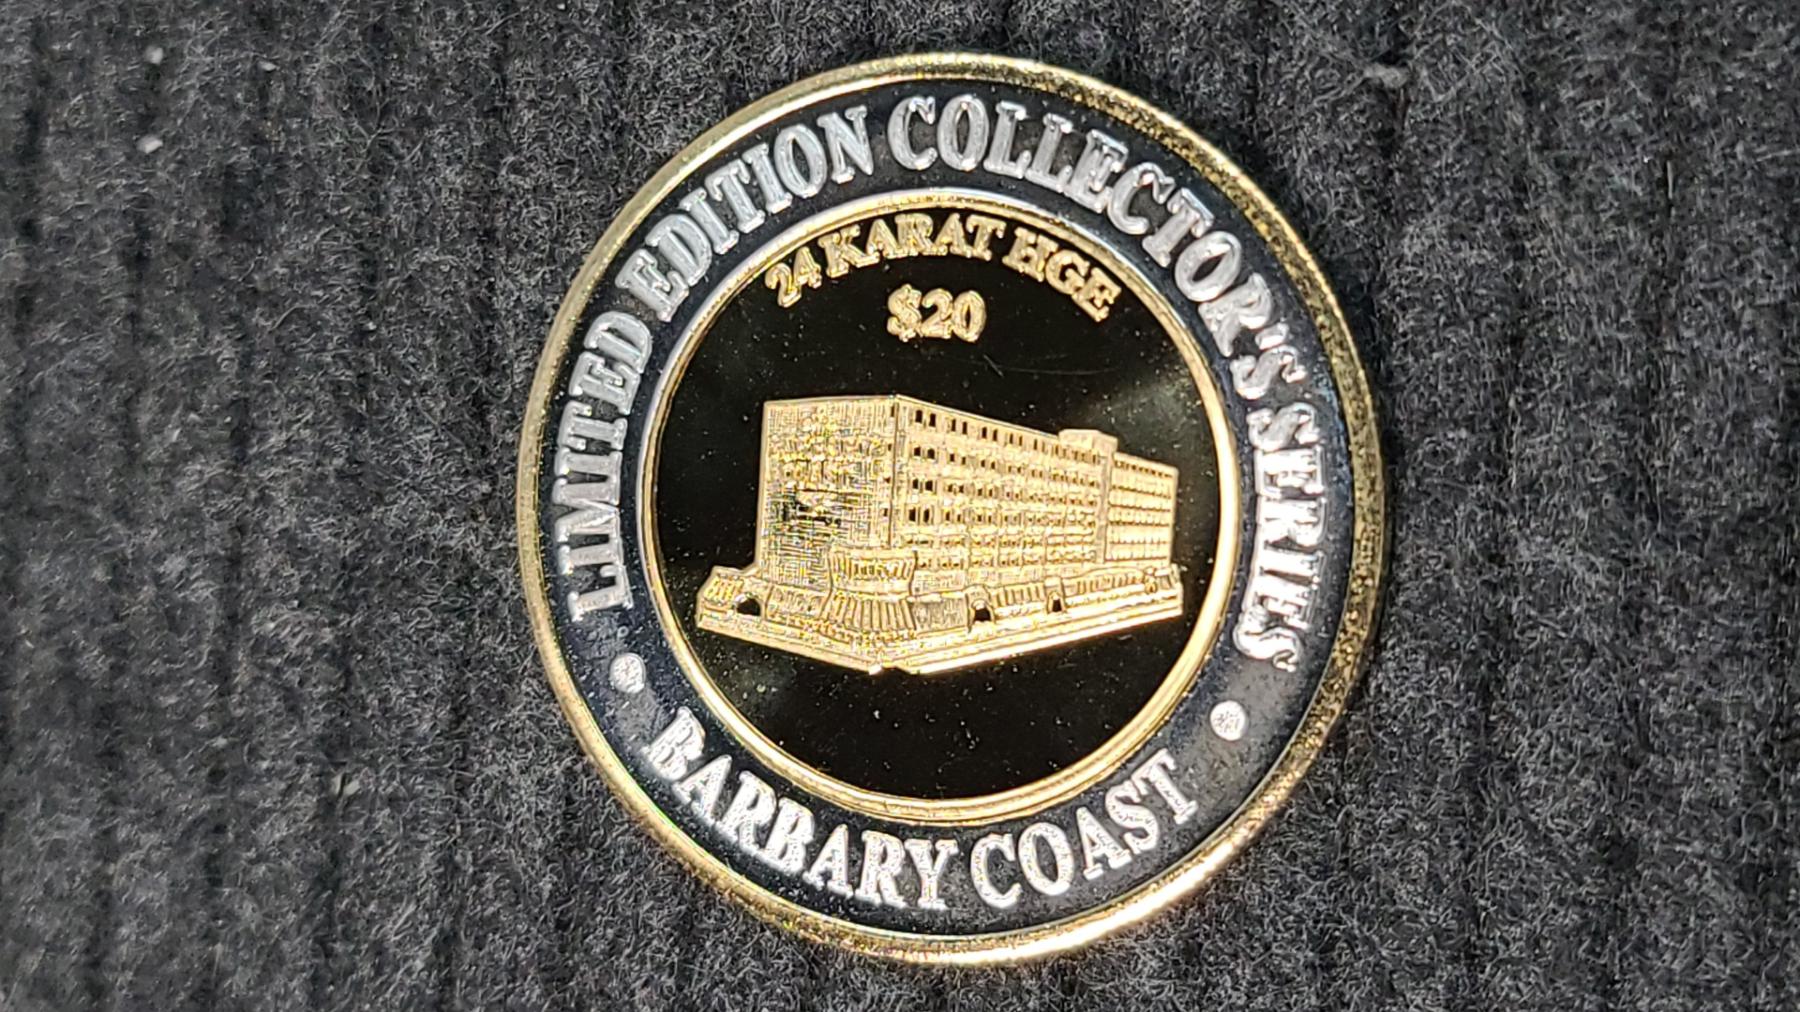 LIMITED EDITION COLLECTOR'S SERIES
24 KARAT HGE
$20
• BARBARY COAST •